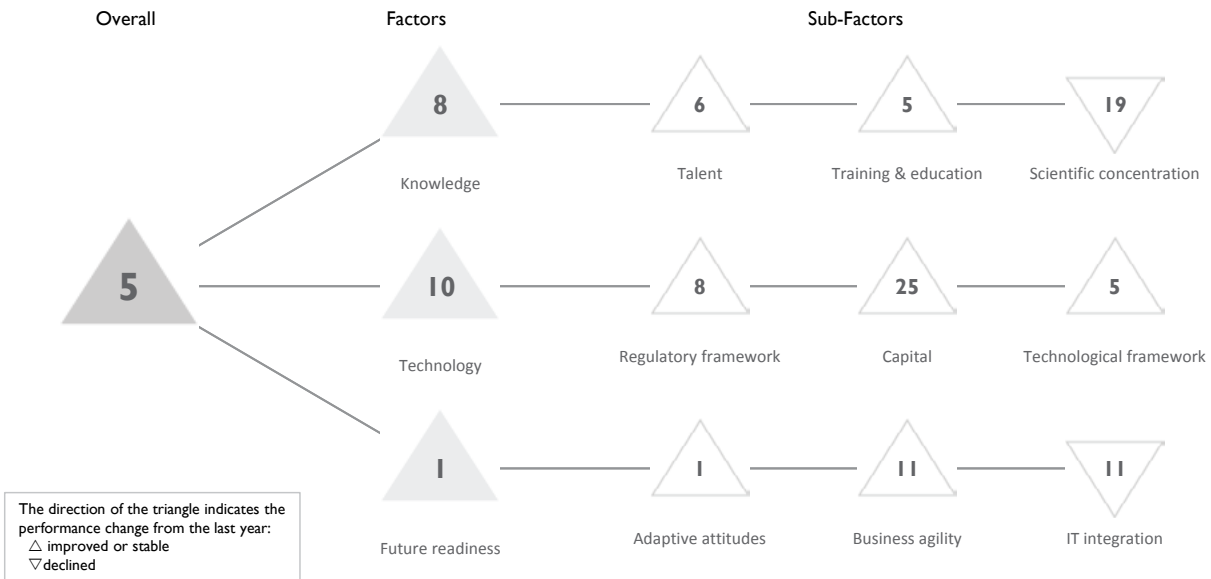 Overall Factors Sub-Factors
8 6 5 19
Knowledge Talent Training & education Scientific concentration
5
10 8 25 5
Technology Regulatory framework Capital Technological framework
1 1 11 11
Future readiness Adaptive attitudes Business agility IT integration
The direction of the triangle indicates the
performance change from the last year:
△ improved or stable
▽ declined